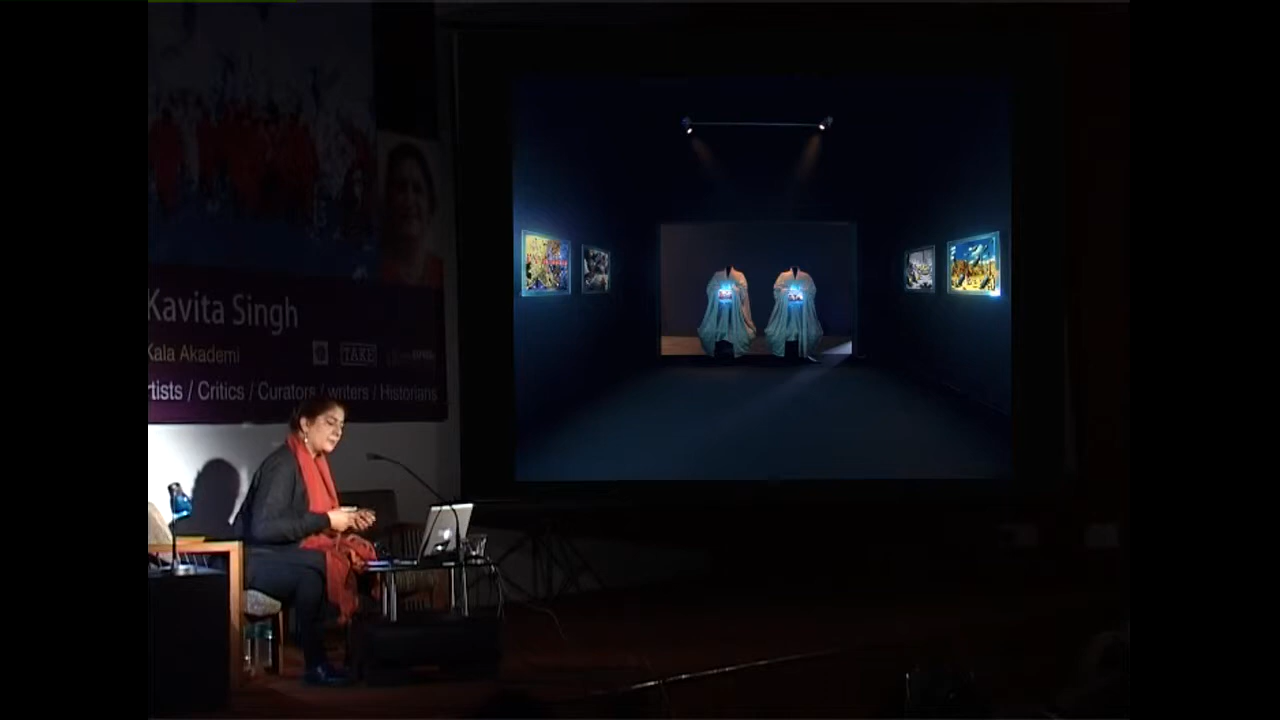 Kavita Singh
Kala Akademi
TAKE
rtists / Critics / Curators / writers / Historians